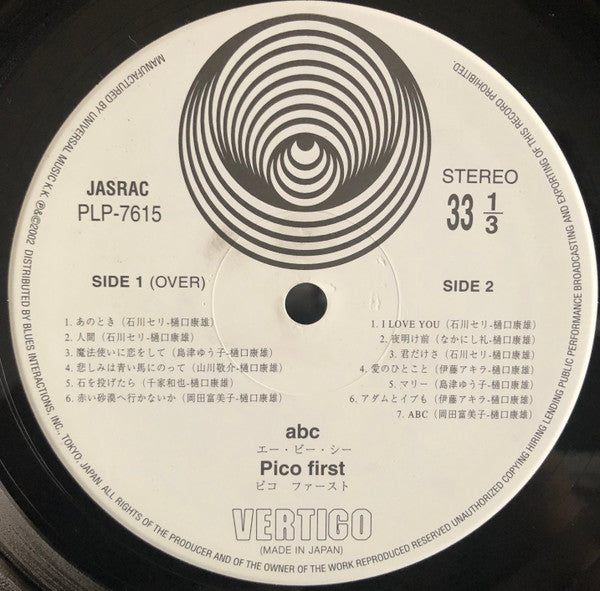 MANUFACTURED BY UNIVERSAL MUSIC K.K. ℗&©2002 DISTRIBUTED BY BLUES INTERACTIONS, INC., TOKYO, JAPAN. ALL RIGHTS OF THE PRODUCER AND OF THE OWNER OF THE WORK REPRODUCED RESERVED UNAUTHORIZED COPYING HIRING LENDING PUBLIC PERFORMANCE BROADCASTING AND EXPORTING OF THIS RECORD PROHIBITED.
JASRAC
PLP-7615
STEREO
33 1/3
SIDE 1 (OVER)
1. あのとき（石川セリ-樋口康雄）
2. 人間（石川セリ-樋口康雄）
3. 魔法使いに恋をして（島津ゆう子-樋口康雄）
4. 悲しみは青い馬にのって（山川敬介-樋口康雄）
5. 石を投げたら（千家和也-樋口康雄）
6. 赤い砂漠へ行かないか（岡田富美子-樋口康雄）
SIDE 2
1. I LOVE YOU（石川セリ-樋口康雄）
2. 夜明け前（なかにし礼-樋口康雄）
3. 君だけさ（石川セリ-樋口康雄）
4. 愛のひとこと（伊藤アキラ-樋口康雄）
5. マリー（島津ゆう子-樋口康雄）
6. アダムとイブも（伊藤アキラ-樋口康雄）
7. ABC（岡田富美子-樋口康雄）
abc
エー・ビー・シー
Pico first
ピコ ファースト
VERTIGO
(MADE IN JAPAN)